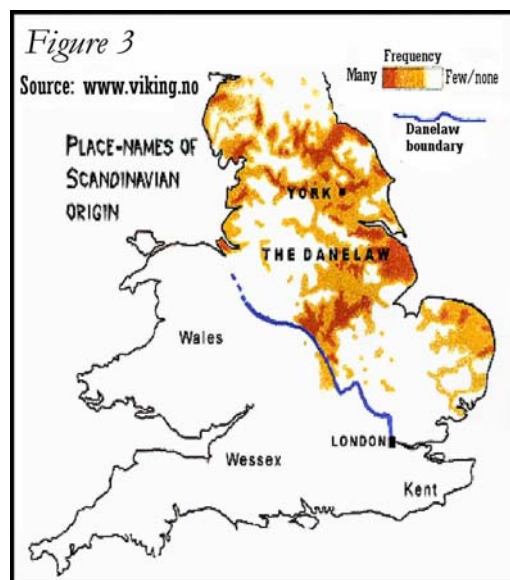 Figure 3
Source: www.viking.no
Frequency
Many Few/none
Danelaw
boundary
PLACE-NAMES OF
SCANDINAVIAN
ORIGIN
YORK
THE DANELAW
Wales
LONDON
Wessex
Kent